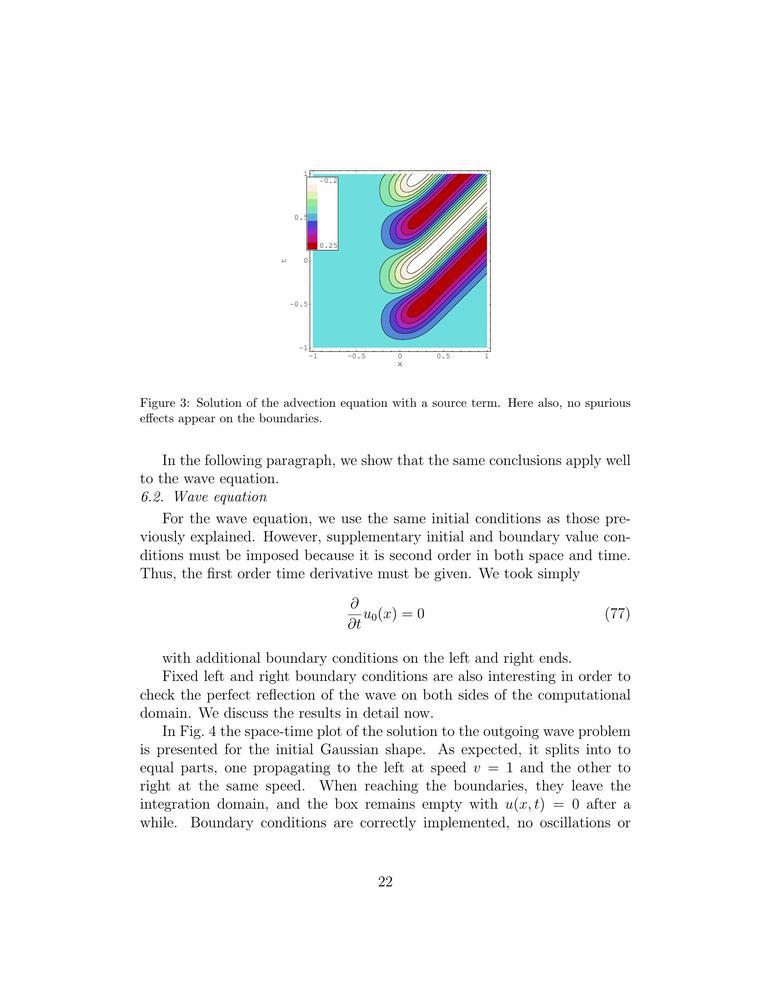 1
-0.2
0.5
0.25
t
0
-0.5
-1
-1
-0.5
0
0.5
1
x
Figure 3: Solution of the advection equation with a source term. Here also, no spurious
effects appear on the boundaries.
In the following paragraph, we show that the same conclusions apply well
to the wave equation.
6.2. Wave equation
For the wave equation, we use the same initial conditions as those pre-
viously explained. However, supplementary initial and boundary value con-
ditions must be imposed because it is second order in both space and time.
Thus, the first order time derivative must be given. We took simply
∂/∂t u₀(x) = 0 (77)
with additional boundary conditions on the left and right ends.
Fixed left and right boundary conditions are also interesting in order to
check the perfect reflection of the wave on both sides of the computational
domain. We discuss the results in detail now.
In Fig. 4 the space-time plot of the solution to the outgoing wave problem
is presented for the initial Gaussian shape. As expected, it splits into to
equal parts, one propagating to the left at speed v = 1 and the other to
right at the same speed. When reaching the boundaries, they leave the
integration domain, and the box remains empty with u(x, t) = 0 after a
while. Boundary conditions are correctly implemented, no oscillations or
22